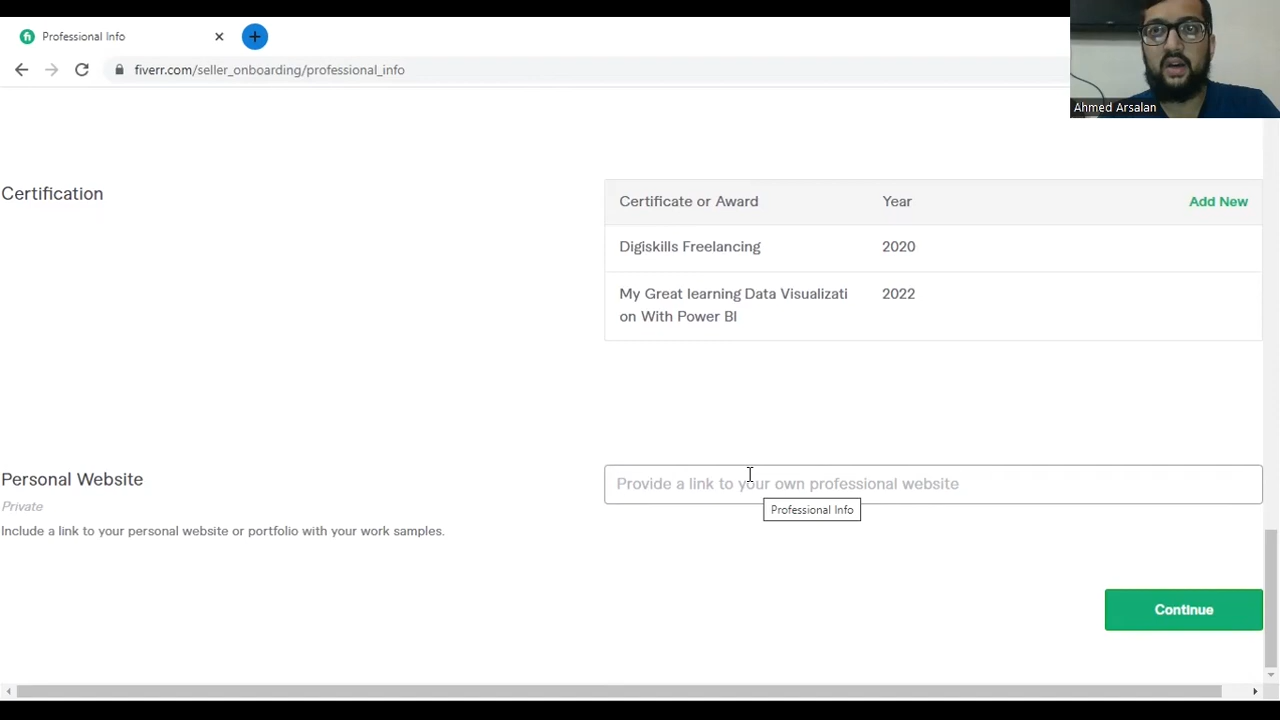 Professional Info
fiverr.com/seller_onboarding/professional_info
Ahmed Arsalan
Certification
Certificate or Award Year Add New
Digiskills Freelancing 2020
My Great learning Data Visualizati 2022
on With Power BI
Personal Website
Private
Include a link to your personal website or portfolio with your work samples.
Provide a link to your own professional website
Professional Info
Continue